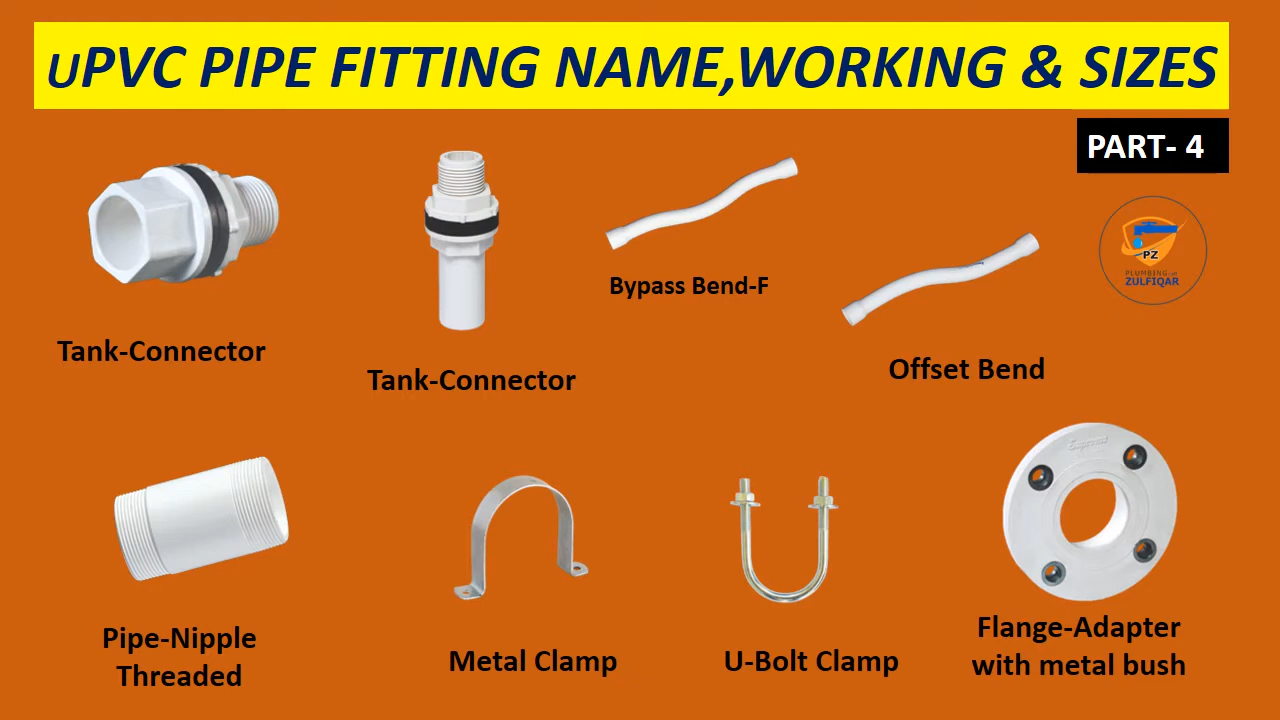 uPVC PIPE FITTING NAME,WORKING & SIZES
PART- 4
PZ
PLUMBING
ZULFIQAR
Bypass Bend-F
Tank-Connector
Tank-Connector
Offset Bend
Pipe-Nipple
Threaded
Metal Clamp
U-Bolt Clamp
Flange-Adapter
with metal bush